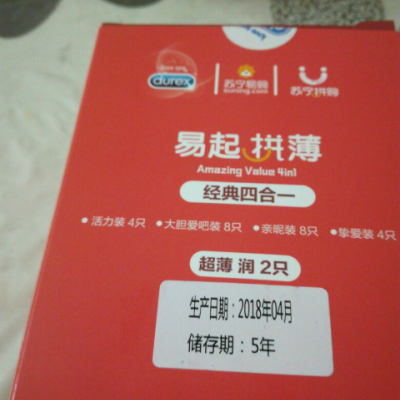 durex
苏宁易购
suning.com
苏宁拼购
易起拼薄
Amazing Value 4in1
经典四合一
• 活力装 4只 • 大胆爱吧装 8只 • 亲昵装 8只 • 挚爱装 4只
超薄 润 2只
生产日期：2018年04月
储存期：5年